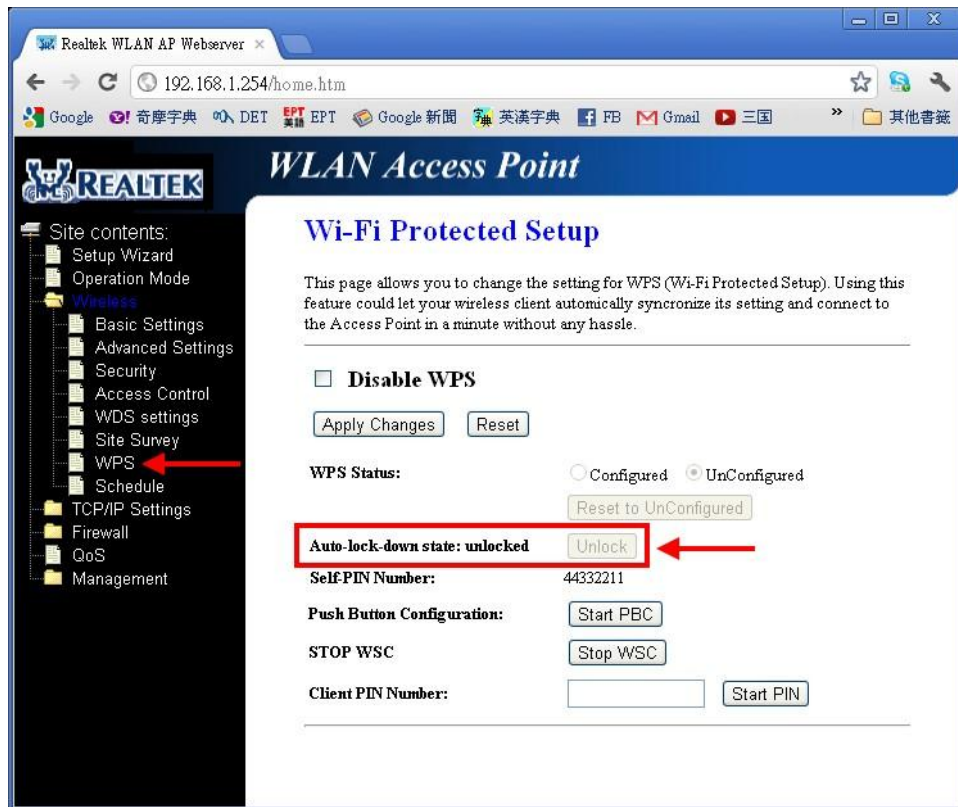 Realtek WLAN AP Webserver
192.168.1.254/home.htm
Google 奇摩字典 DET EPT 美語 EPT Google 新聞 英漢字典 FB Gmail 三国 » 其他書籤
REALTEK
WLAN Access Point
Site contents:
Setup Wizard
Operation Mode
Wireless
Basic Settings
Advanced Settings
Security
Access Control
WDS settings
Site Survey
WPS
Schedule
TCP/IP Settings
Firewall
QoS
Management
Wi-Fi Protected Setup
This page allows you to change the setting for WPS (Wi-Fi Protected Setup). Using this
feature could let your wireless client automically syncronize its setting and connect to
the Access Point in a minute without any hassle.
Disable WPS
Apply Changes Reset
WPS Status: Configured UnConfigured
Reset to UnConfigured
Auto-lock-down state: unlocked Unlock
Self-PIN Number: 44332211
Push Button Configuration: Start PBC
STOP WSC Stop WSC
Client PIN Number: Start PIN